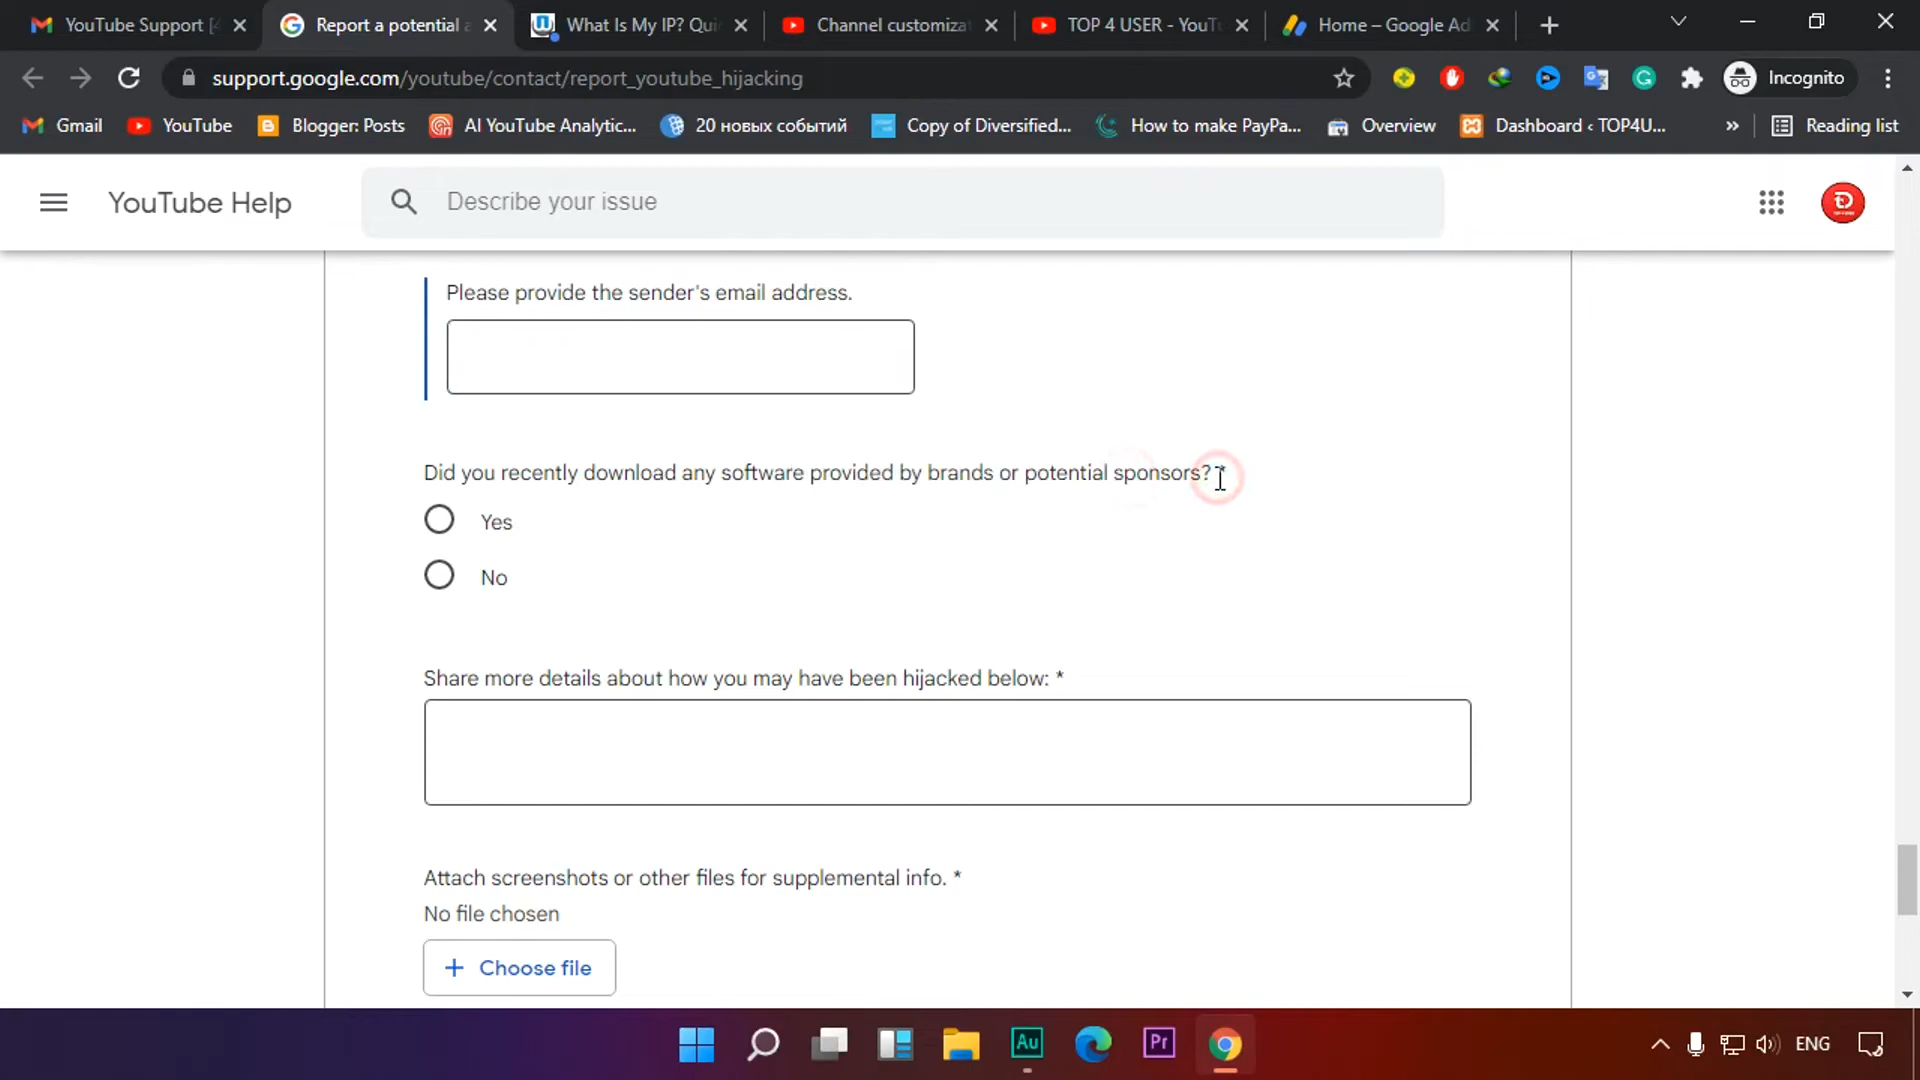 YouTube Support [4
Report a potential a
What Is My IP? Qui
Channel customizat
TOP 4 USER - YouTu
Home – Google Ad
support.google.com/youtube/contact/report_youtube_hijacking
Incognito
Gmail
YouTube
Blogger: Posts
AI YouTube Analytic...
20 новых событий
Copy of Diversified...
How to make PayPa...
Overview
Dashboard ‹ TOP4U...
»
Reading list
YouTube Help
Describe your issue
Please provide the sender's email address.
Did you recently download any software provided by brands or potential sponsors? *
Yes
No
Share more details about how you may have been hijacked below: *
Attach screenshots or other files for supplemental info. *
No file chosen
+ Choose file
Au
Pr
ENG